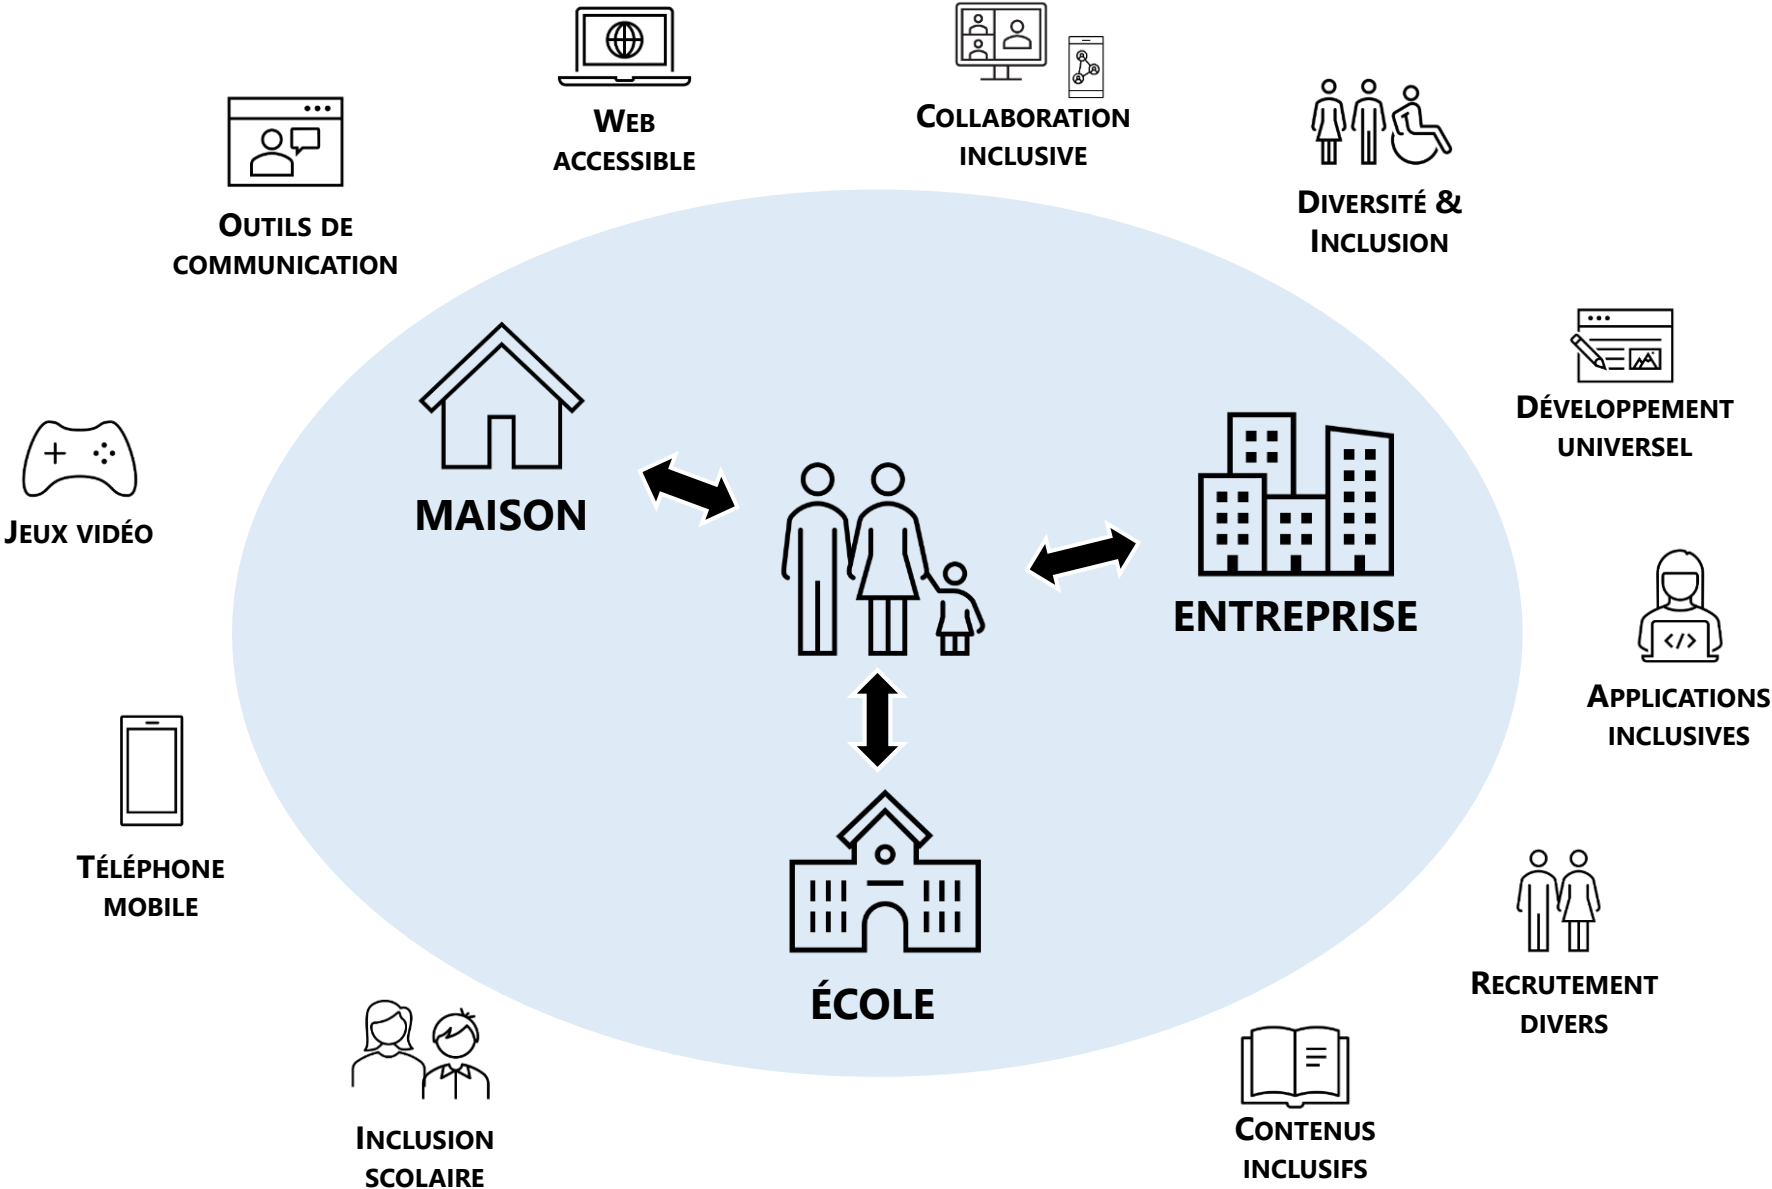 Web
accessible
Collaboration
inclusive
Outils de
communication
Diversité &
Inclusion
Développement
universel
Jeux vidéo
MAISON
ENTREPRISE
Applications
inclusives
Téléphone
mobile
ÉCOLE
Recrutement
divers
Inclusion
scolaire
Contenus
inclusifs